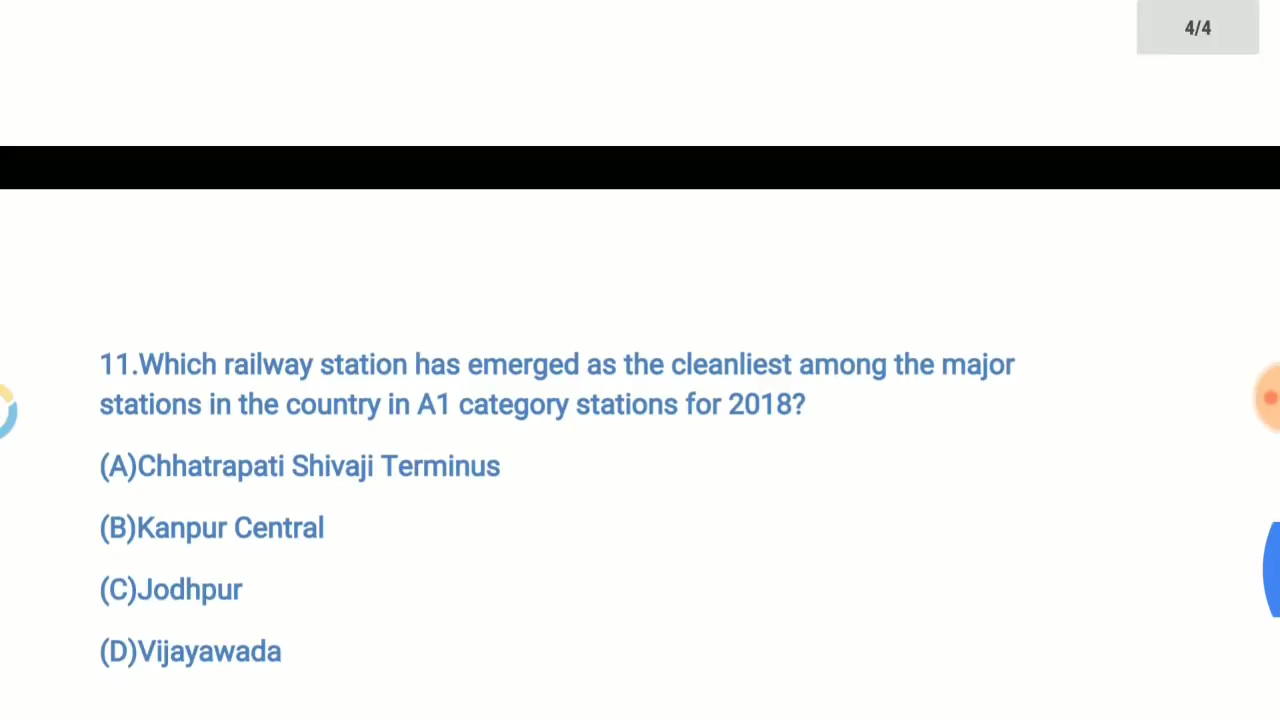 4/4
11.Which railway station has emerged as the cleanliest among the major
stations in the country in A1 category stations for 2018?
(A)Chhatrapati Shivaji Terminus
(B)Kanpur Central
(C)Jodhpur
(D)Vijayawada